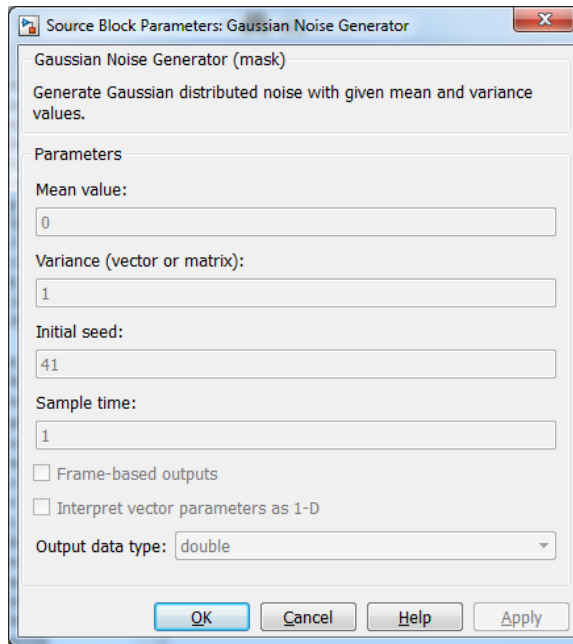 Source Block Parameters: Gaussian Noise Generator
Gaussian Noise Generator (mask)
Generate Gaussian distributed noise with given mean and variance
values.
Parameters
Mean value:
0
Variance (vector or matrix):
1
Initial seed:
41
Sample time:
1
Frame-based outputs
Interpret vector parameters as 1-D
Output data type: double
OK Cancel Help Apply